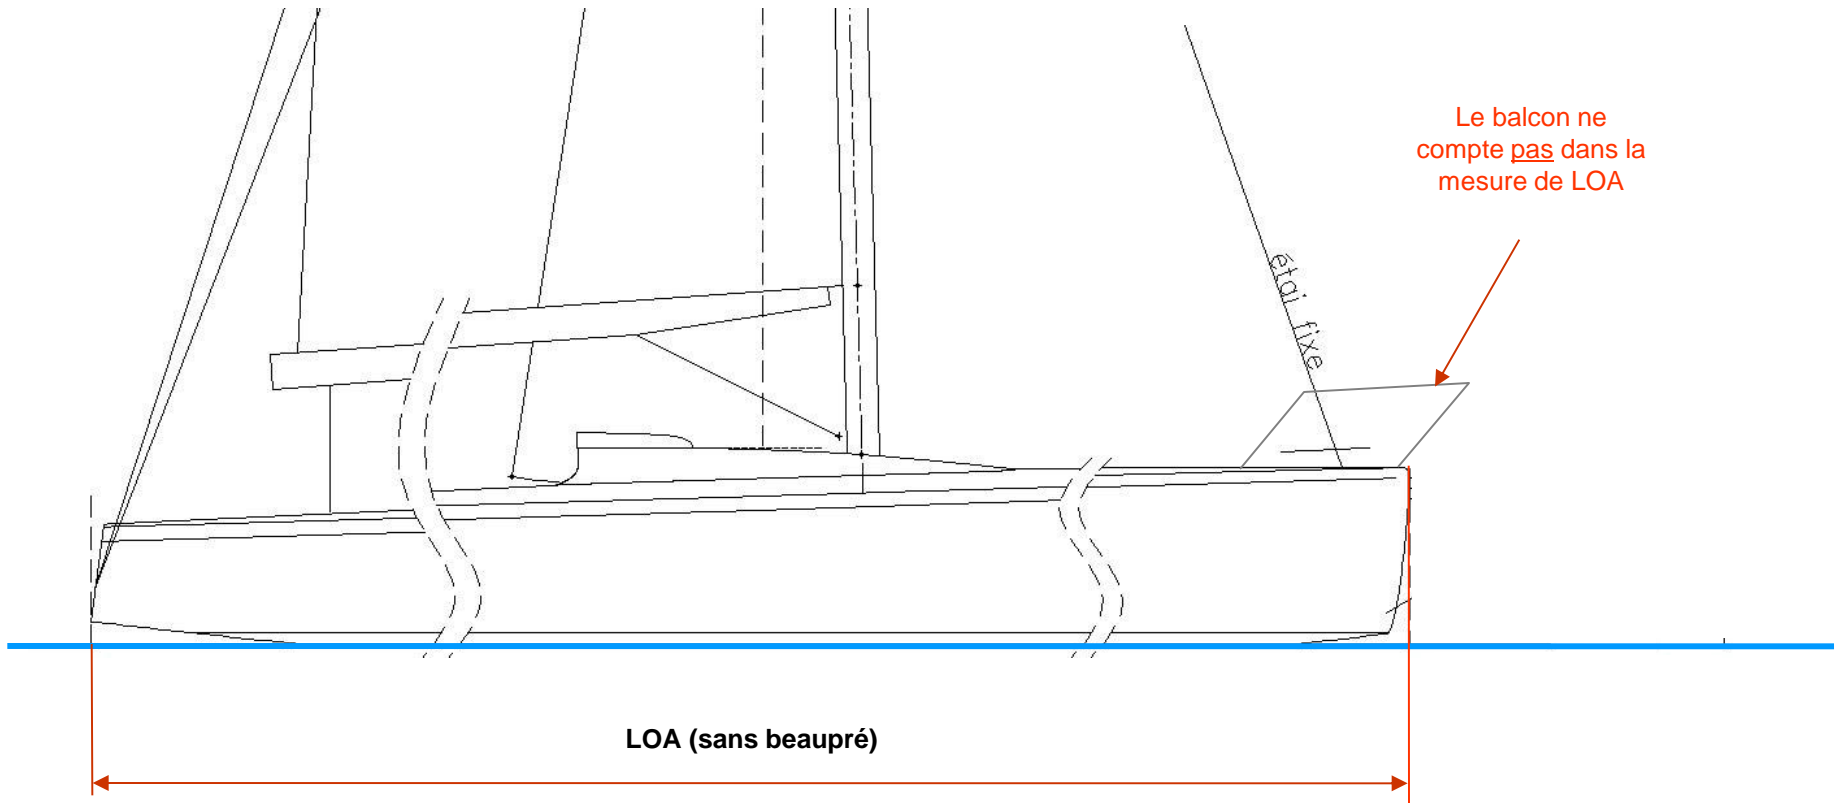 Le balcon ne
compte pas dans la
mesure de LOA
étai fixe
LOA (sans beaupré)